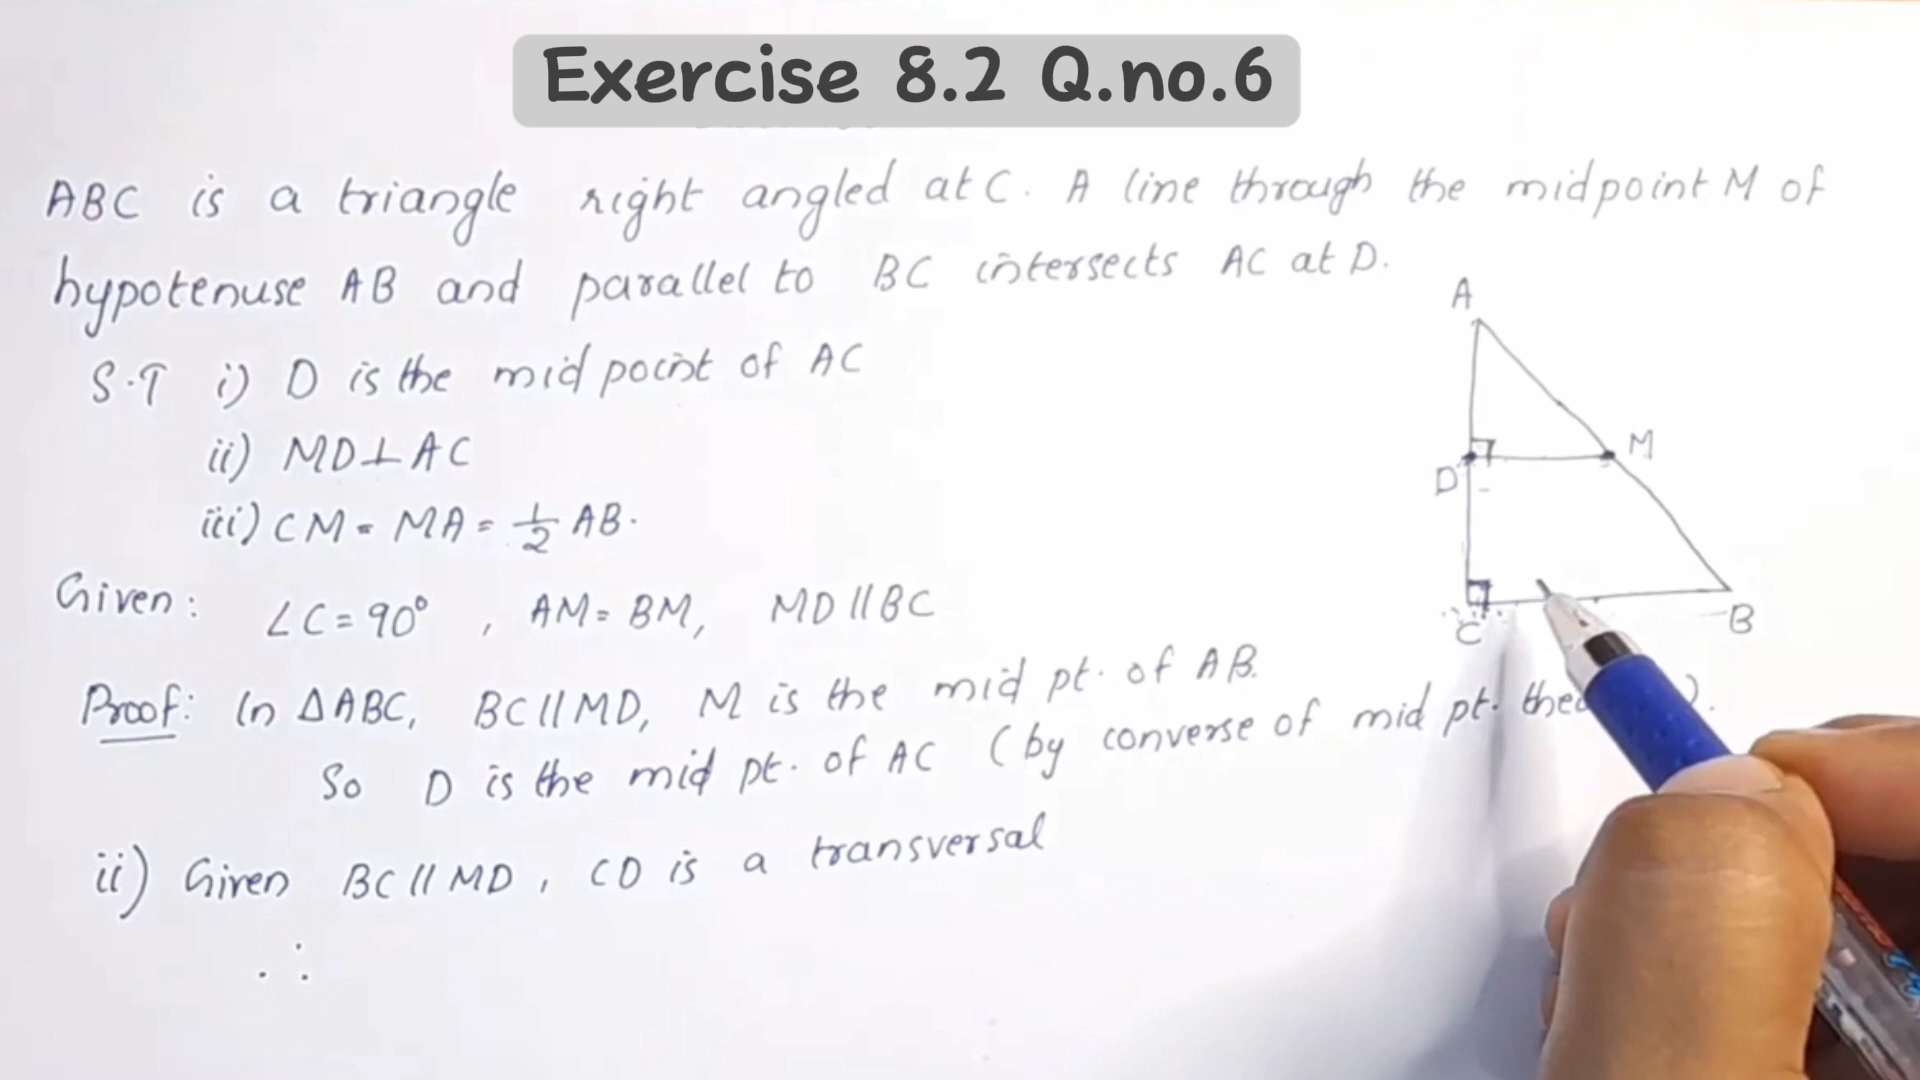 Exercise 8.2 Q.no.6
ABC is a triangle right angled at C. A line through the midpoint M of
hypotenuse AB and parallel to BC intersects AC at D.
S.T i) D is the mid point of AC
ii) MD⊥AC
iii) CM = MA = 1/2 AB.
Given: ∠C = 90°, AM = BM, MD // BC
Proof: In ΔABC, BC // MD, M is the mid pt. of AB.
So D is the mid pt. of AC (by converse of mid pt.
ii) Given BC // MD, CD is a transversal
∴
A
M
D
C
B